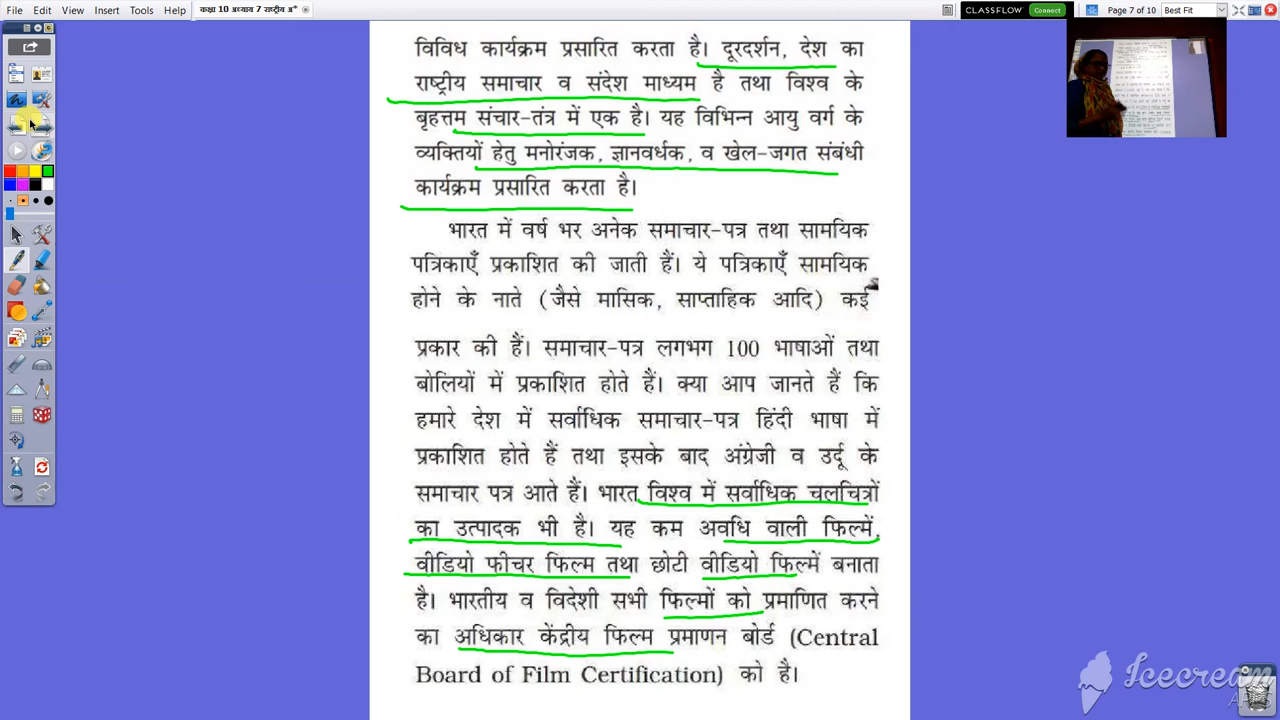 File Edit View Insert Tools Help
कक्षा 10 अध्याय 7 राष्ट्रीय अ*
CLASSFLOW Connect
Page 7 of 10
Best Fit
विविध कार्यक्रम प्रसारित करता है। दूरदर्शन, देश का
राष्ट्रीय समाचार व संदेश माध्यम है तथा विश्व के
बृहत्तम संचार-तंत्र में एक है। यह विभिन्न आयु वर्ग के
व्यक्तियों हेतु मनोरंजक, ज्ञानवर्धक, व खेल-जगत संबंधी
कार्यक्रम प्रसारित करता है।
भारत में वर्ष भर अनेक समाचार-पत्र तथा सामयिक
पत्रिकाएँ प्रकाशित की जाती हैं। ये पत्रिकाएँ सामयिक
होने के नाते (जैसे मासिक, साप्ताहिक आदि) कई
प्रकार की हैं। समाचार-पत्र लगभग 100 भाषाओं तथा
बोलियों में प्रकाशित होते हैं। क्या आप जानते हैं कि
हमारे देश में सर्वाधिक समाचार-पत्र हिंदी भाषा में
प्रकाशित होते हैं तथा इसके बाद अंग्रेजी व उर्दू के
समाचार पत्र आते हैं। भारत विश्व में सर्वाधिक चलचित्रों
का उत्पादक भी है। यह कम अवधि वाली फिल्में,
वीडियो फीचर फिल्म तथा छोटी वीडियो फिल्में बनाता
है। भारतीय व विदेशी सभी फिल्मों को प्रमाणित करने
का अधिकार केंद्रीय फिल्म प्रमाणन बोर्ड (Central
Board of Film Certification) को है।
Icecream
APPS